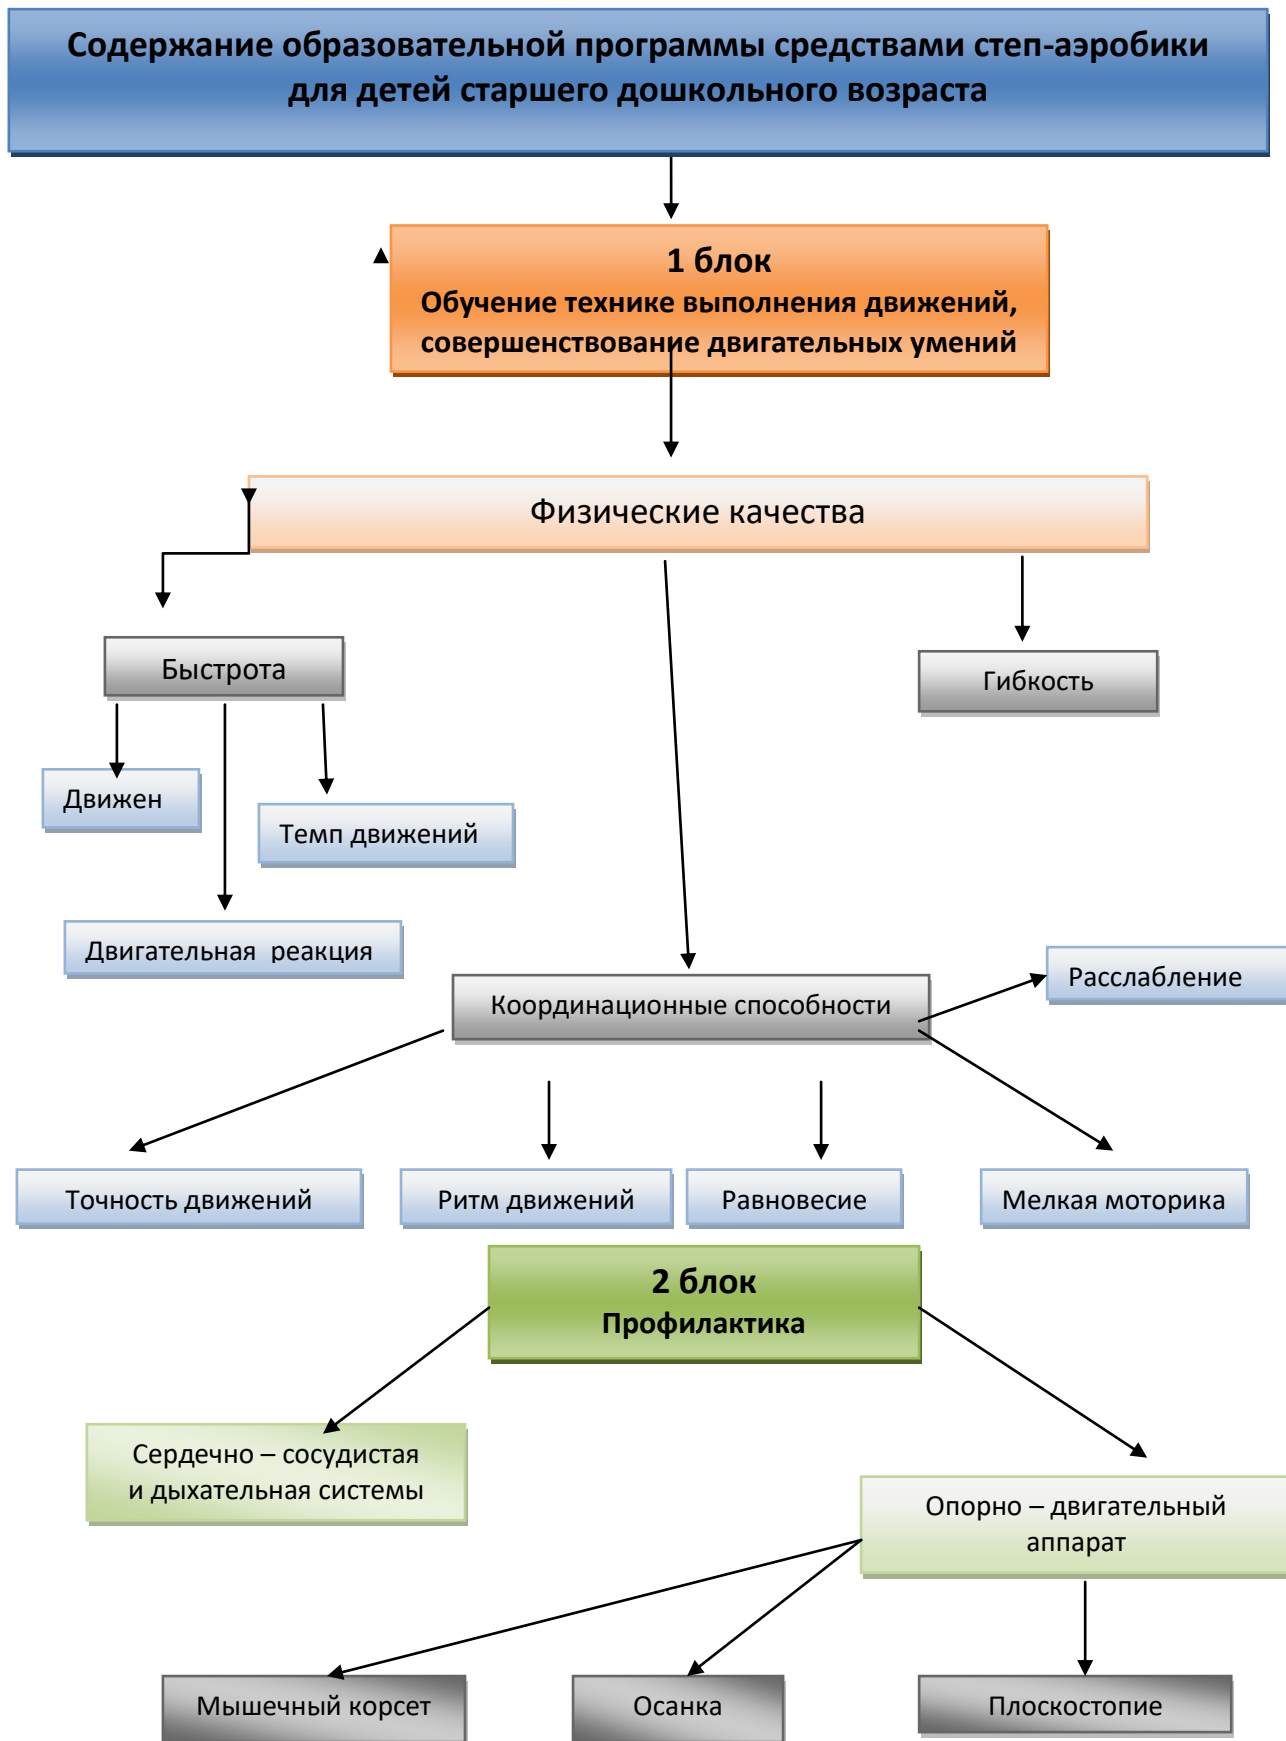 Содержание образовательной программы средствами степ-аэробики
для детей старшего дошкольного возраста
1 блок
Обучение технике выполнения движений,
совершенствование двигательных умений
Физические качества
Быстрота
Гибкость
Движен
Темп движений
Двигательная реакция
Расслабление
Координационные способности
Точность движений
Ритм движений
Равновесие
Мелкая моторика
2 блок
Профилактика
Сердечно – сосудистая
и дыхательная системы
Опорно – двигательный
аппарат
Мышечный корсет
Осанка
Плоскостопие